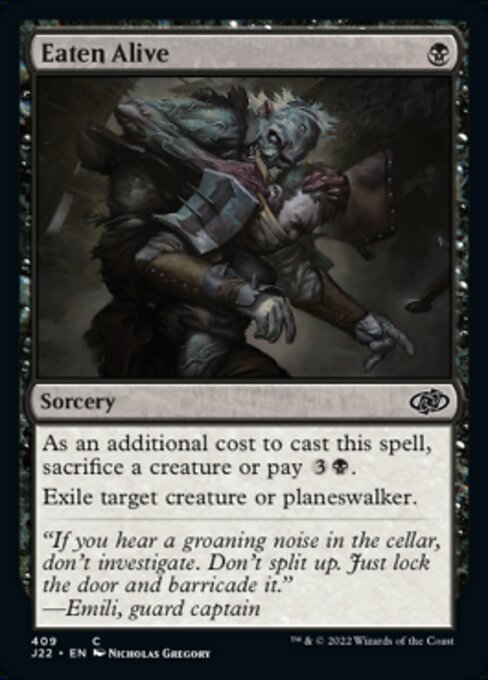 Eaten Alive
Sorcery
As an additional cost to cast this spell,
sacrifice a creature or pay 3.
Exile target creature or planeswalker.
“If you hear a groaning noise in the cellar,
don’t investigate. Don’t split up. Just lock
the door and barricade it.”
—Emili, guard captain
409 C
J22 • EN Nicholas Gregory
™ & © 2022 Wizards of the Coast